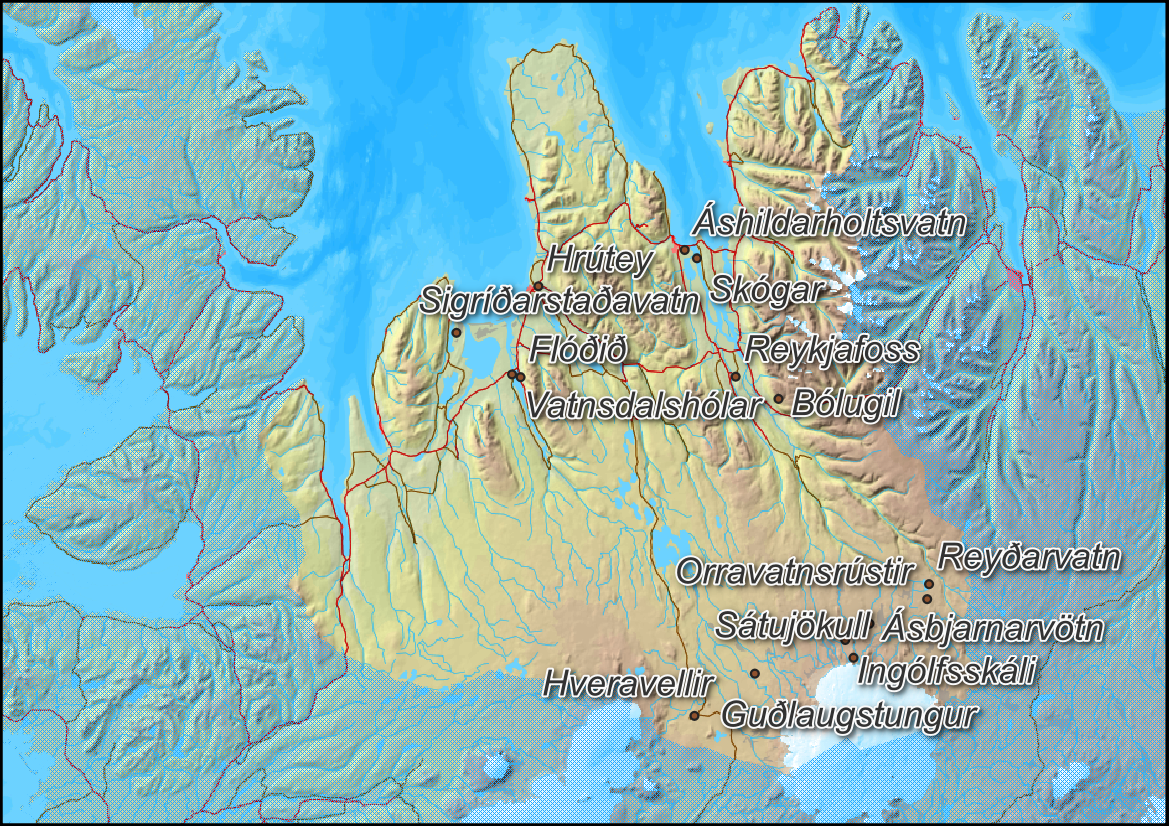 Áshildarholtsvatn
Hrútey
Skógar
Sigríðarstaðavatn
Flóðið
Reykjafoss
Vatnsdalshólar
Bólugil
Reyðarvatn
Orravatnsrústir
Sátujökull
Ásbjarnarvötn
Ingólfsskáli
Hveravellir
Guðlaugstungur